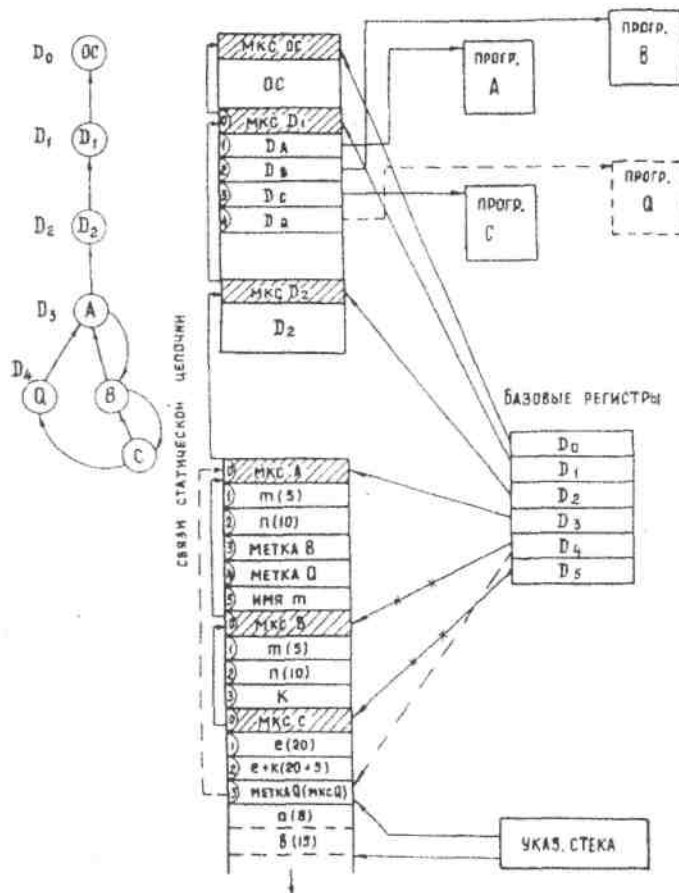 D₀ ОС
D₁ D₁
D₂ D₂
D₃ А
D₄ Q
В
С
МКС ОС
ОС
0 МКС D₁
1 DА
2 DВ
3 DС
4 DQ
МКС D₂
D₂
СВЯЗИ СТАТИЧЕСКОЙ ЦЕПОЧКИ
0 МКС А
1 m(5)
2 n(10)
3 МЕТКА В
4 МЕТКА Q
5 ИМЯ m
0 МКС В
1 m(5)
2 n(10)
3 К
0 МКС С
1 е(20)
2 е+к(20+5)
3 МЕТКА Q(МКС Q)
а(8)
в(15)
ПРОГР.
А
ПРОГР.
В
ПРОГР.
С
ПРОГР.
Q
БАЗОВЫЕ РЕГИСТРЫ
D₀
D₁
D₂
D₃
D₄
D₅
УКАЗ. СТЕКА